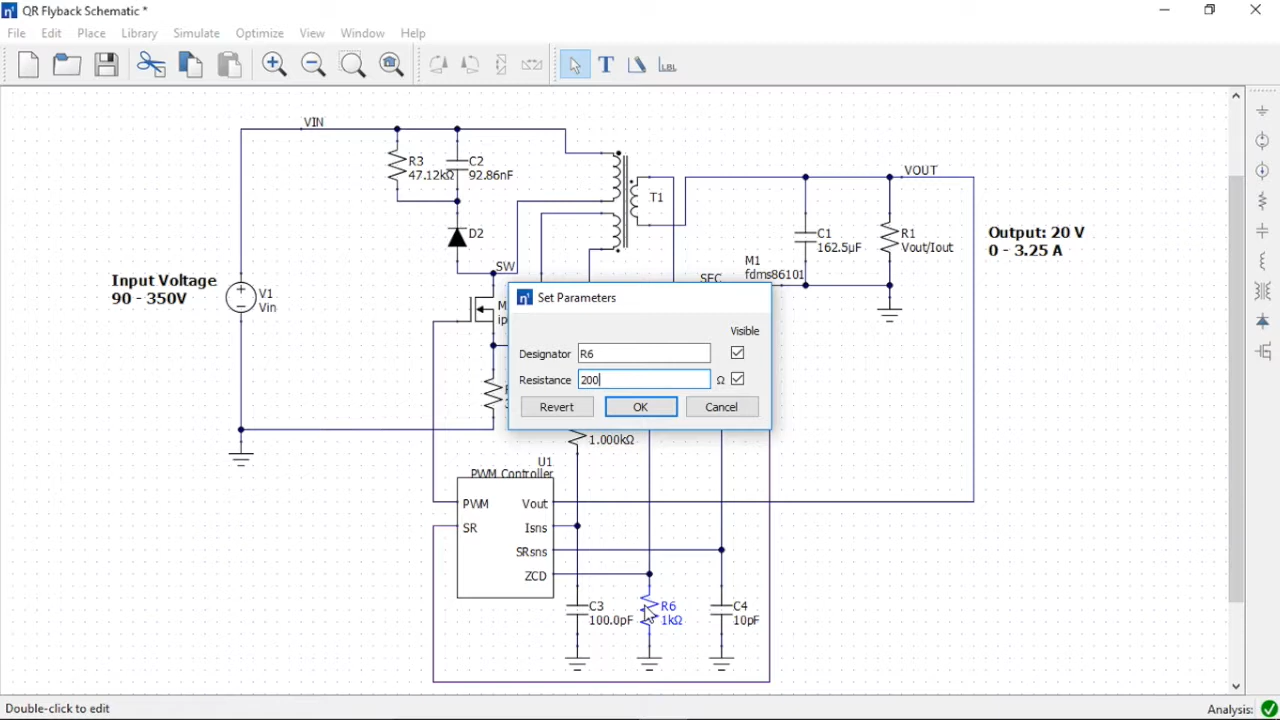 n¹ QR Flyback Schematic *
File Edit Place Library Simulate Optimize View Window Help
T LBL
VIN
R3
47.12kΩ
C2
92.86nF
T1
VOUT
D2
C1
162.5µF
R1
Vout/Iout
Output: 20 V
0 - 3.25 A
SW
M1
fdms86101
SEC
Input Voltage
90 - 350V
V1
Vin
n¹ Set Parameters
Visible
Designator R6
Resistance 200 Ω
Revert OK Cancel
1.000kΩ
U1
PWM Controller
PWM Vout
SR Isns
SRsns
ZCD
C3
100.0pF
R6
1kΩ
C4
10pF
Double-click to edit
Analysis: